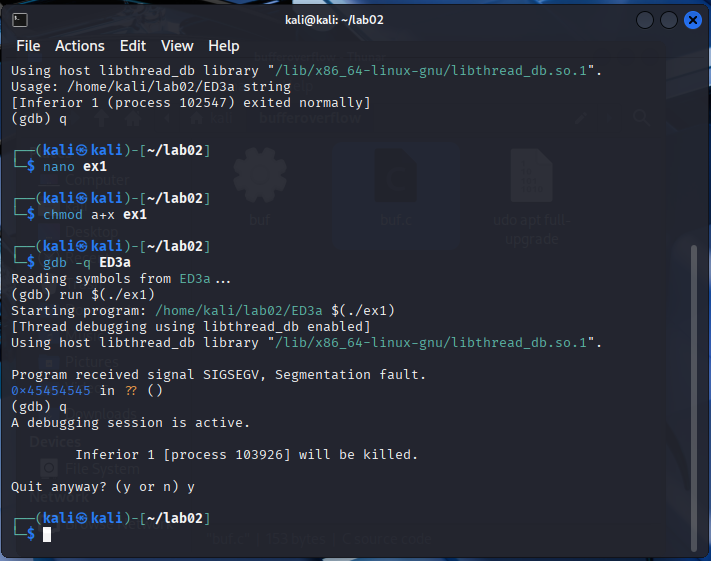 kali@kali: ~/lab02
File Actions Edit View Help
Using host libthread_db library "/lib/x86_64-linux-gnu/libthread_db.so.1".
Usage: /home/kali/lab02/ED3a string
[Inferior 1 (process 102547) exited normally]
(gdb) q
┌──(kali㉿kali)-[~/lab02]
└─$ nano ex1
┌──(kali㉿kali)-[~/lab02]
└─$ chmod a+x ex1
┌──(kali㉿kali)-[~/lab02]
└─$ gdb -q ED3a
Reading symbols from ED3a...
(gdb) run $(./ex1)
Starting program: /home/kali/lab02/ED3a $(./ex1)
[Thread debugging using libthread_db enabled]
Using host libthread_db library "/lib/x86_64-linux-gnu/libthread_db.so.1".
Program received signal SIGSEGV, Segmentation fault.
0×45454545 in ?? ()
(gdb) q
A debugging session is active.
Inferior 1 [process 103926] will be killed.
Quit anyway? (y or n) y
┌──(kali㉿kali)-[~/lab02]
└─$